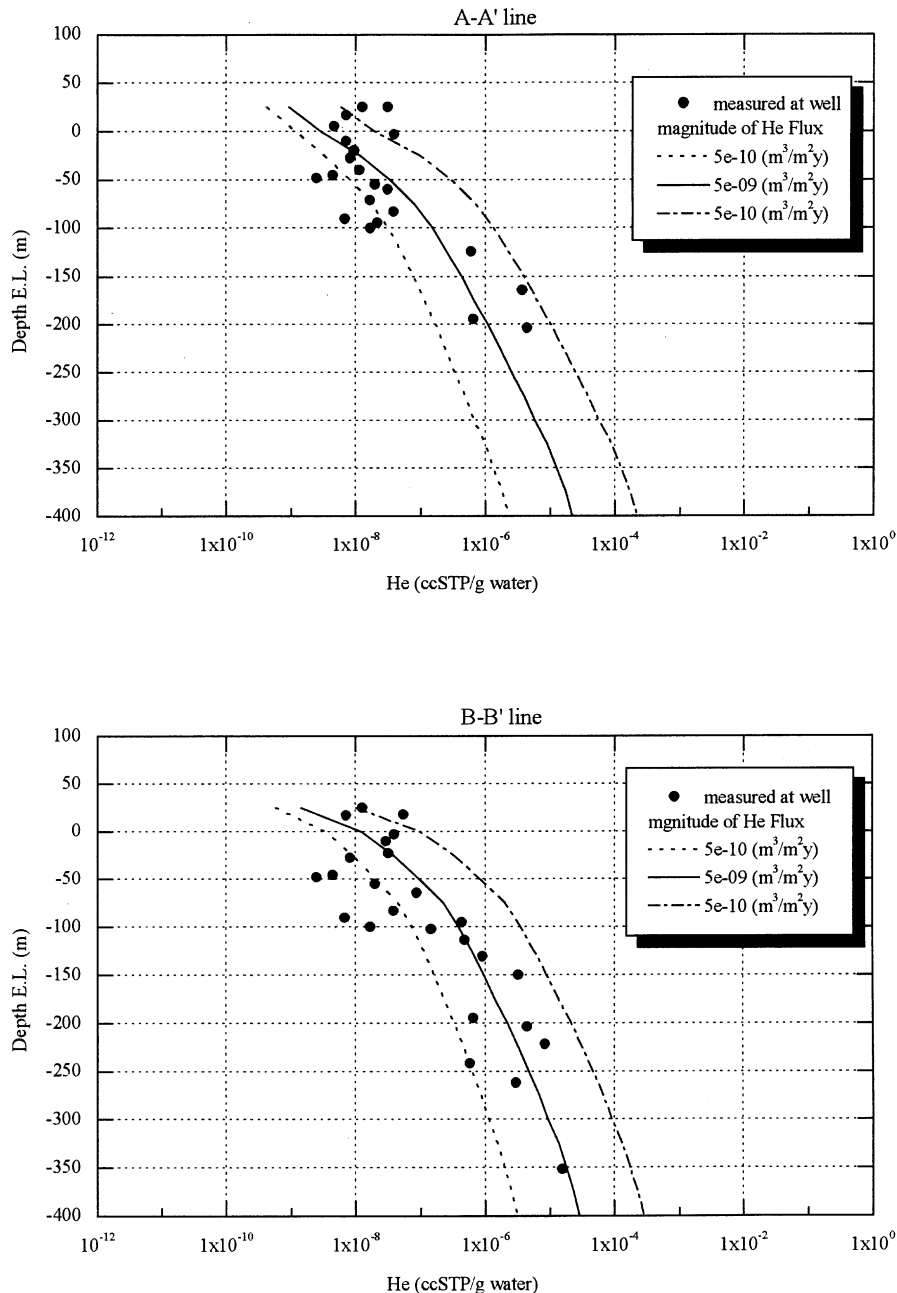 A-A' line
100
50
0
-50
-100
-150
-200
-250
-300
-350
-400
Depth E.L. (m)
measured at well
magnitude of He Flux
5e-10 (m³/m²y)
5e-09 (m³/m²y)
5e-10 (m³/m²y)
10⁻¹² 1x10⁻¹⁰ 1x10⁻⁸ 1x10⁻⁶ 1x10⁻⁴ 1x10⁻² 1x10⁰
He (ccSTP/g water)
B-B' line
100
50
0
-50
-100
-150
-200
-250
-300
-350
-400
Depth E.L. (m)
measured at well
mgnitude of He Flux
5e-10 (m³/m²y)
5e-09 (m³/m²y)
5e-10 (m³/m²y)
10⁻¹² 1x10⁻¹⁰ 1x10⁻⁸ 1x10⁻⁶ 1x10⁻⁴ 1x10⁻² 1x10⁰
He (ccSTP/g water)